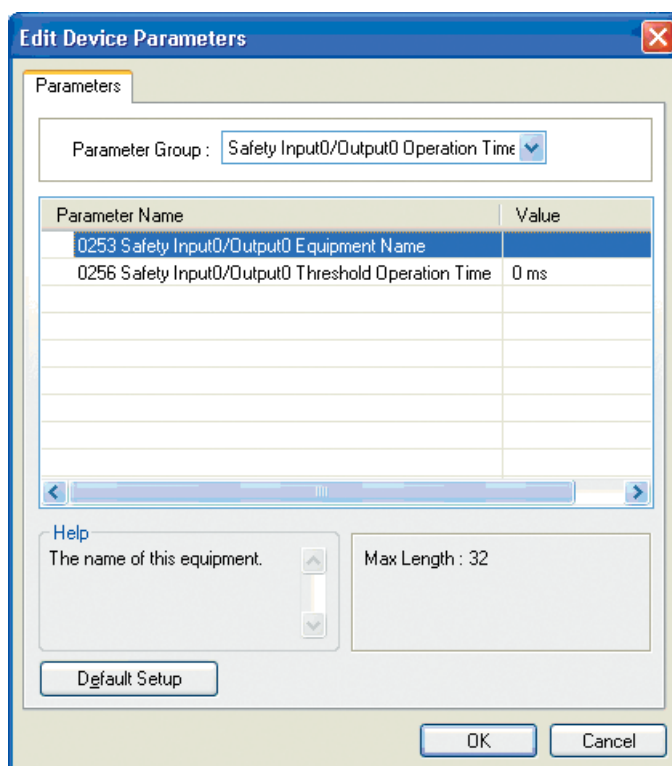 Edit Device Parameters
Parameters
Parameter Group : Safety Input0/Output0 Operation Time
Parameter Name Value
0253 Safety Input0/Output0 Equipment Name
0256 Safety Input0/Output0 Threshold Operation Time 0 ms
Help
The name of this equipment.
Max Length : 32
Default Setup
OK Cancel